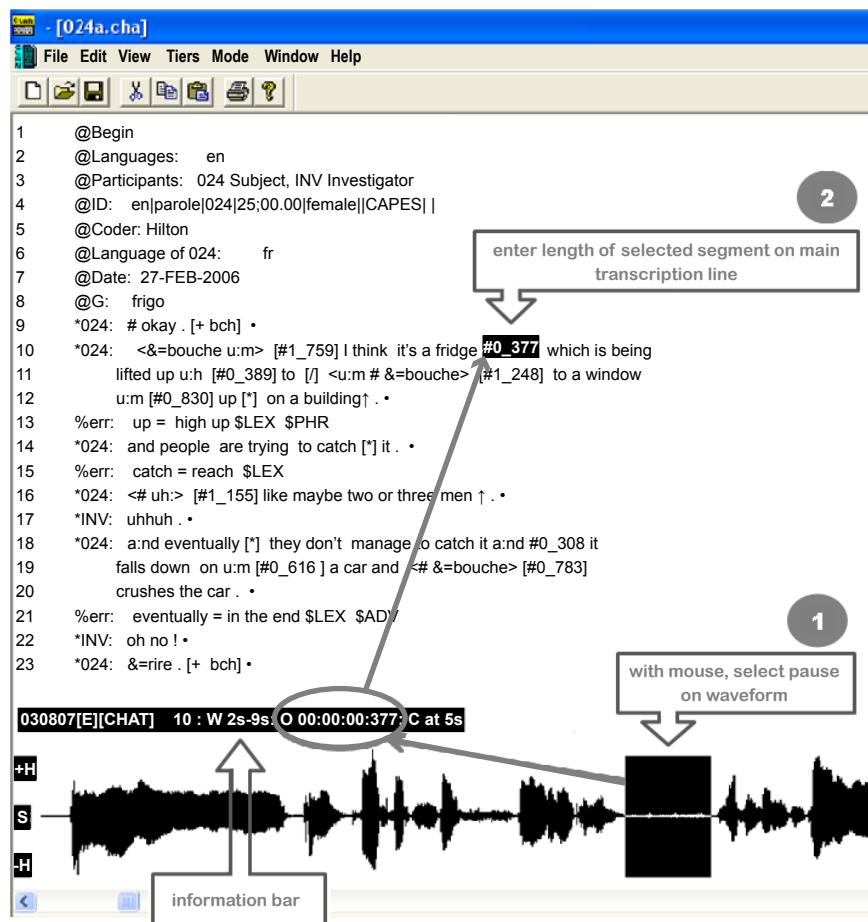 - [024a.cha]
File Edit View Tiers Mode Window Help
1 @Begin
2 @Languages: en
3 @Participants: 024 Subject, INV Investigator
4 @ID: en|parole|024|25;00.00|female||CAPES| |
5 @Coder: Hilton
6 @Language of 024: fr
7 @Date: 27-FEB-2006
8 @G: frigo
9 *024: # okay . [+ bch] •
10 *024: <&=bouche u:m> [#1_759] I think it's a fridge #0_377 which is being
11 lifted up u:h [#0_389] to [/] <u:m # &=bouche> [#1_248] to a window
12 u:m [#0_830] up [*] on a building↑ . •
13 %err: up = high up $LEX $PHR
14 *024: and people are trying to catch [*] it . •
15 %err: catch = reach $LEX
16 *024: <# uh:> [#1_155] like maybe two or three men ↑ . •
17 *INV: uhhuh . •
18 *024: a:nd eventually [*] they don't manage to catch it a:nd #0_308 it
19 falls down on u:m [#0_616 ] a car and <# &=bouche> [#0_783]
20 crushes the car . •
21 %err: eventually = in the end $LEX $ADV
22 *INV: oh no ! •
23 *024: &=rire . [+ bch] •
2
enter length of selected segment on main
transcription line
1
with mouse, select pause
on waveform
030807[E][CHAT] 10 : W 2s-9s: O 00:00:00:377: C at 5s
+H
S
-H
information bar